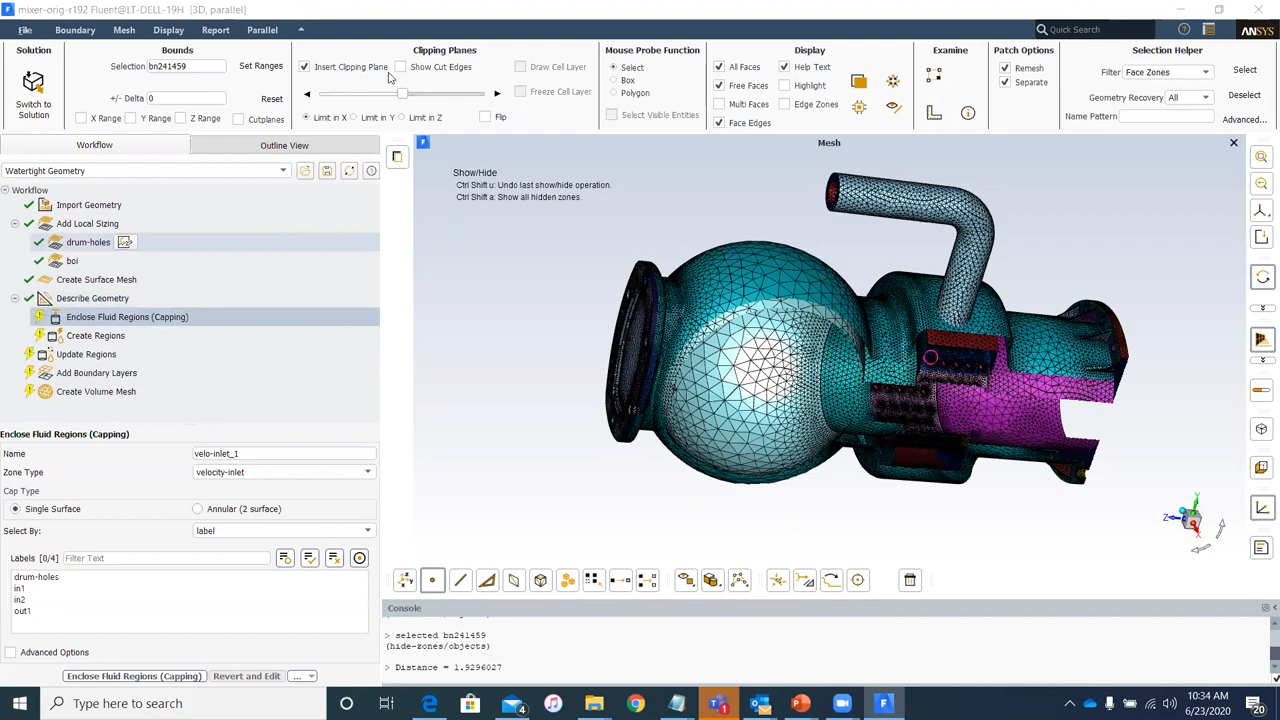 mixer-orig-r192 Fluent@LT-DELL-19H [3D, parallel]
File Boundary Mesh Display Report Parallel Quick Search ANSYS
Solution Bounds Clipping Planes Mouse Probe Function Display Examine Patch Options Selection Helper
Switch to
Solution
Selection bn241459 Set Ranges
+/- Delta 0 Reset
X Range Y Range Z Range Cutplanes
Insert Clipping Plane Show Cut Edges Draw Cell Layer
Freeze Cell Layer
Limit in X Limit in Y Limit in Z Flip
Select
Box
Polygon
Select Visible Entities
All Faces Help Text
Free Faces Highlight
Multi Faces Edge Zones
Face Edges
Remesh
Separate
Filter Face Zones Select
Geometry Recovery All Deselect
Name Pattern Advanced...
Workflow Outline View
Watertight Geometry
Workflow
Import Geometry
Add Local Sizing
drum-holes
boi
Create Surface Mesh
Describe Geometry
Enclose Fluid Regions (Capping)
Create Regions
Update Regions
Add Boundary Layers
Create Volume Mesh
Enclose Fluid Regions (Capping)
Name velo-inlet_1
Zone Type velocity-inlet
Cap Type
Single Surface Annular (2 surface)
Select By: label
Labels [0/4] Filter Text
drum-holes
in1
in2
out1
Advanced Options
Enclose Fluid Regions (Capping) Revert and Edit ...
Mesh
Show/Hide
Ctrl Shift u: Undo last show/hide operation.
Ctrl Shift a: Show all hidden zones.
Y
Z
X
Console
> selected bn241459
(hide-zones/objects)
> Distance = 1.9296027
Type here to search
4
10:34 AM
6/23/2020
20